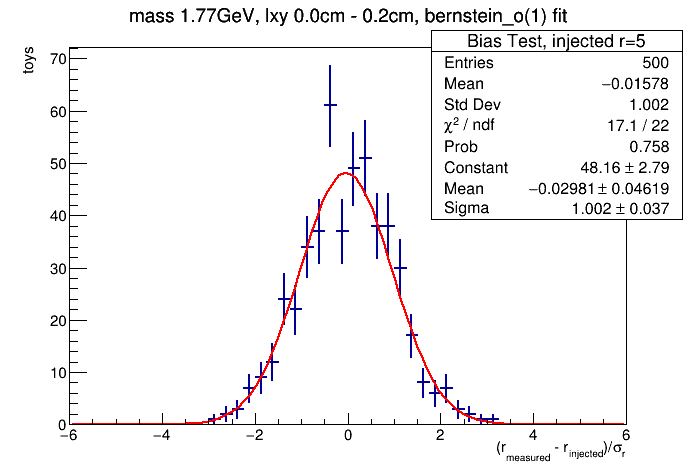 mass 1.77GeV, lxy 0.0cm - 0.2cm, bernstein_o(1) fit
Bias Test, injected r=5
Entries 500
Mean −0.01578
Std Dev 1.002
χ² / ndf 17.1 / 22
Prob 0.758
Constant 48.16 ± 2.79
Mean −0.02981 ± 0.04619
Sigma 1.002 ± 0.037
toys
70
60
50
40
30
20
10
0
−6 −4 −2 0 2 4 6
(r_measured - r_injected)/σ_r